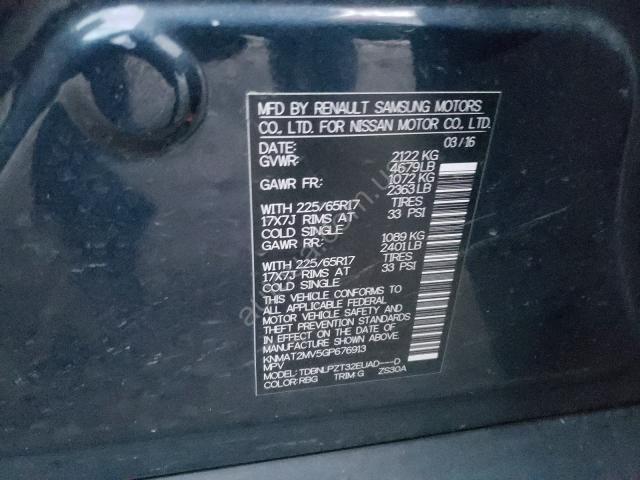 MFD BY RENAULT SAMSUNG MOTORS
CO., LTD. FOR NISSAN MOTOR CO., LTD.
DATE: 03/16
GVWR: 2122 KG
4679 LB
GAWR FR: 1072 KG
2363 LB
WITH 225/65R17 TIRES
17X7J RIMS AT 33 PSI
COLD SINGLE
GAWR RR: 1089 KG
2401 LB
WITH 225/65R17 TIRES
17X7J RIMS AT 33 PSI
COLD SINGLE
THIS VEHICLE CONFORMS TO
ALL APPLICABLE FEDERAL
MOTOR VEHICLE SAFETY AND
THEFT PREVENTION STANDARDS
IN EFFECT ON THE DATE OF
MANUFACTURE SHOWN ABOVE.
KNMAT2MV5GP676913
MPV
MODEL: TDBNLPZT32EUAD---D
COLOR: RBG TRIM: G ZS30A